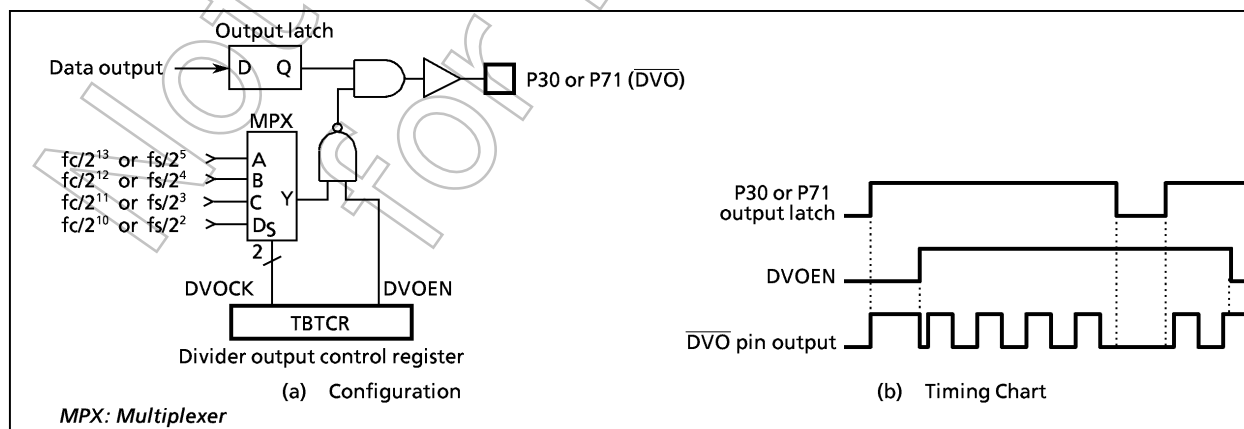 Not
for
Output latch
Data output
D Q
P30 or P71 (DVO)
MPX
fc/2¹³ or fs/2⁵
fc/2¹² or fs/2⁴
fc/2¹¹ or fs/2³
fc/2¹⁰ or fs/2²
A
B
C
D
S
Y
2
DVOCK
DVOEN
TBTCR
Divider output control register
(a) Configuration
MPX: Multiplexer
P30 or P71
output latch
DVOEN
DVO pin output
(b) Timing Chart